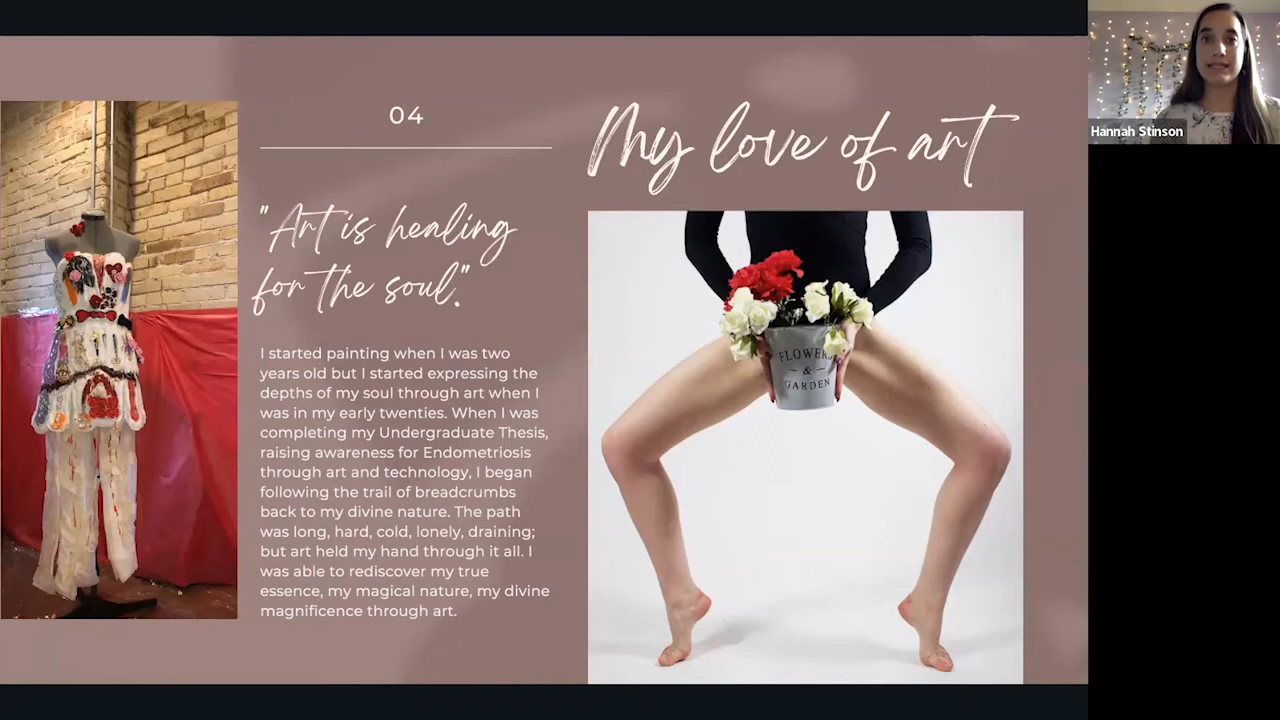 04
My love of art
"Art is healing
for the soul."
I started painting when I was two
years old but I started expressing the
depths of my soul through art when I
was in my early twenties. When I was
completing my Undergraduate Thesis,
raising awareness for Endometriosis
through art and technology, I began
following the trail of breadcrumbs
back to my divine nature. The path
was long, hard, cold, lonely, draining;
but art held my hand through it all. I
was able to rediscover my true
essence, my magical nature, my divine
magnificence through art.
FLOWERS
&
GARDEN
Hannah Stinson